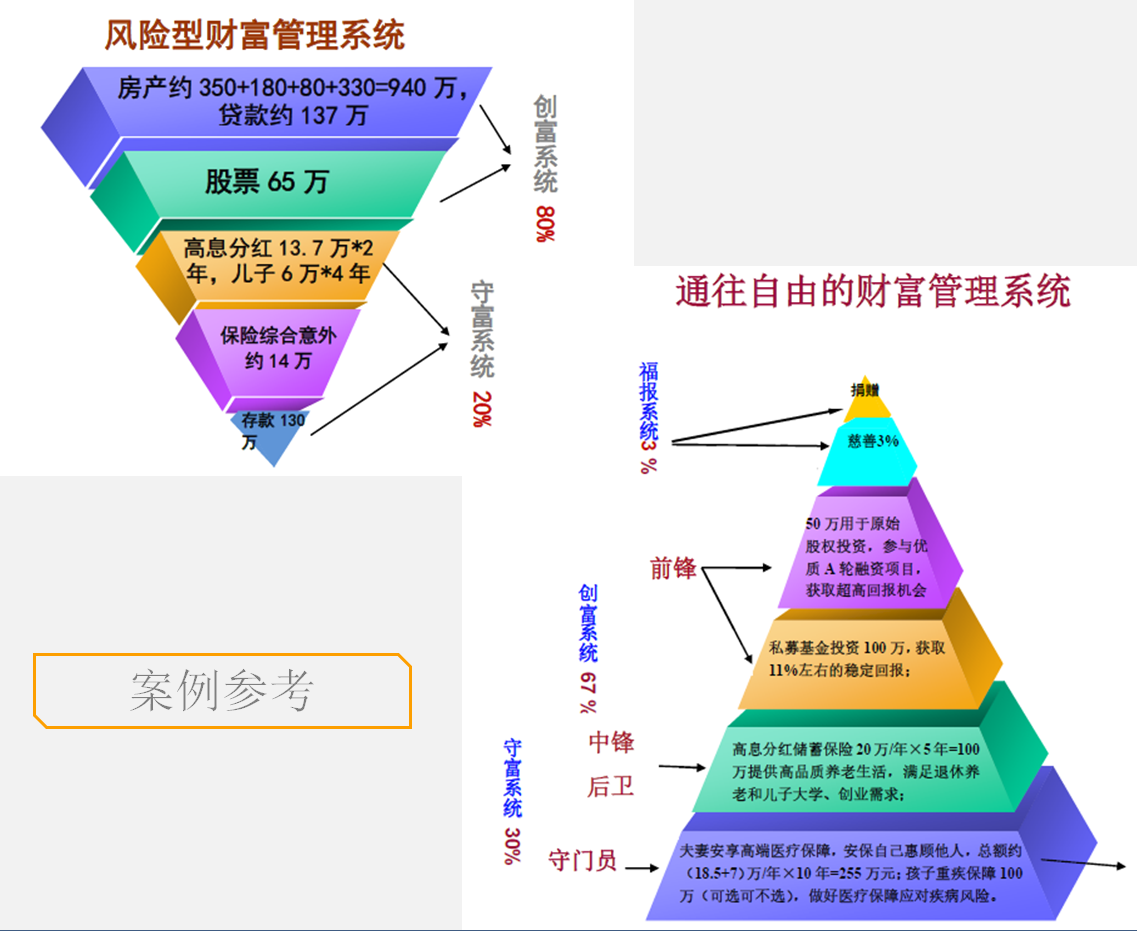 风险型财富管理系统
房产约 350+180+80+330=940 万，
贷款约 137 万
股票 65 万
高息分红 13.7 万*2
年，儿子 6 万*4 年
保险综合意外
约 14 万
存款 130
万
创富系统 80%
守富系统 20%
案例参考
通往自由的财富管理系统
福报系统3 %
捐赠
慈善3%
创富系统 67 %
前锋
50 万用于原始
股权投资，参与优
质 A 轮融资项目，
获取超高回报机会
私募基金投资 100 万，获取
11%左右的稳定回报；
守富系统 30%
中锋
后卫
高息分红储蓄保险 20 万/年×5 年=100
万提供高品质养老生活，满足退休养
老和儿子大学、创业需求；
守门员
夫妻安享高端医疗保障，安保自己惠顾他人，总额约
（18.5+7）万/年×10 年=255 万元；孩子重疾保障 100
万（可选可不选），做好医疗保障应对疾病风险。